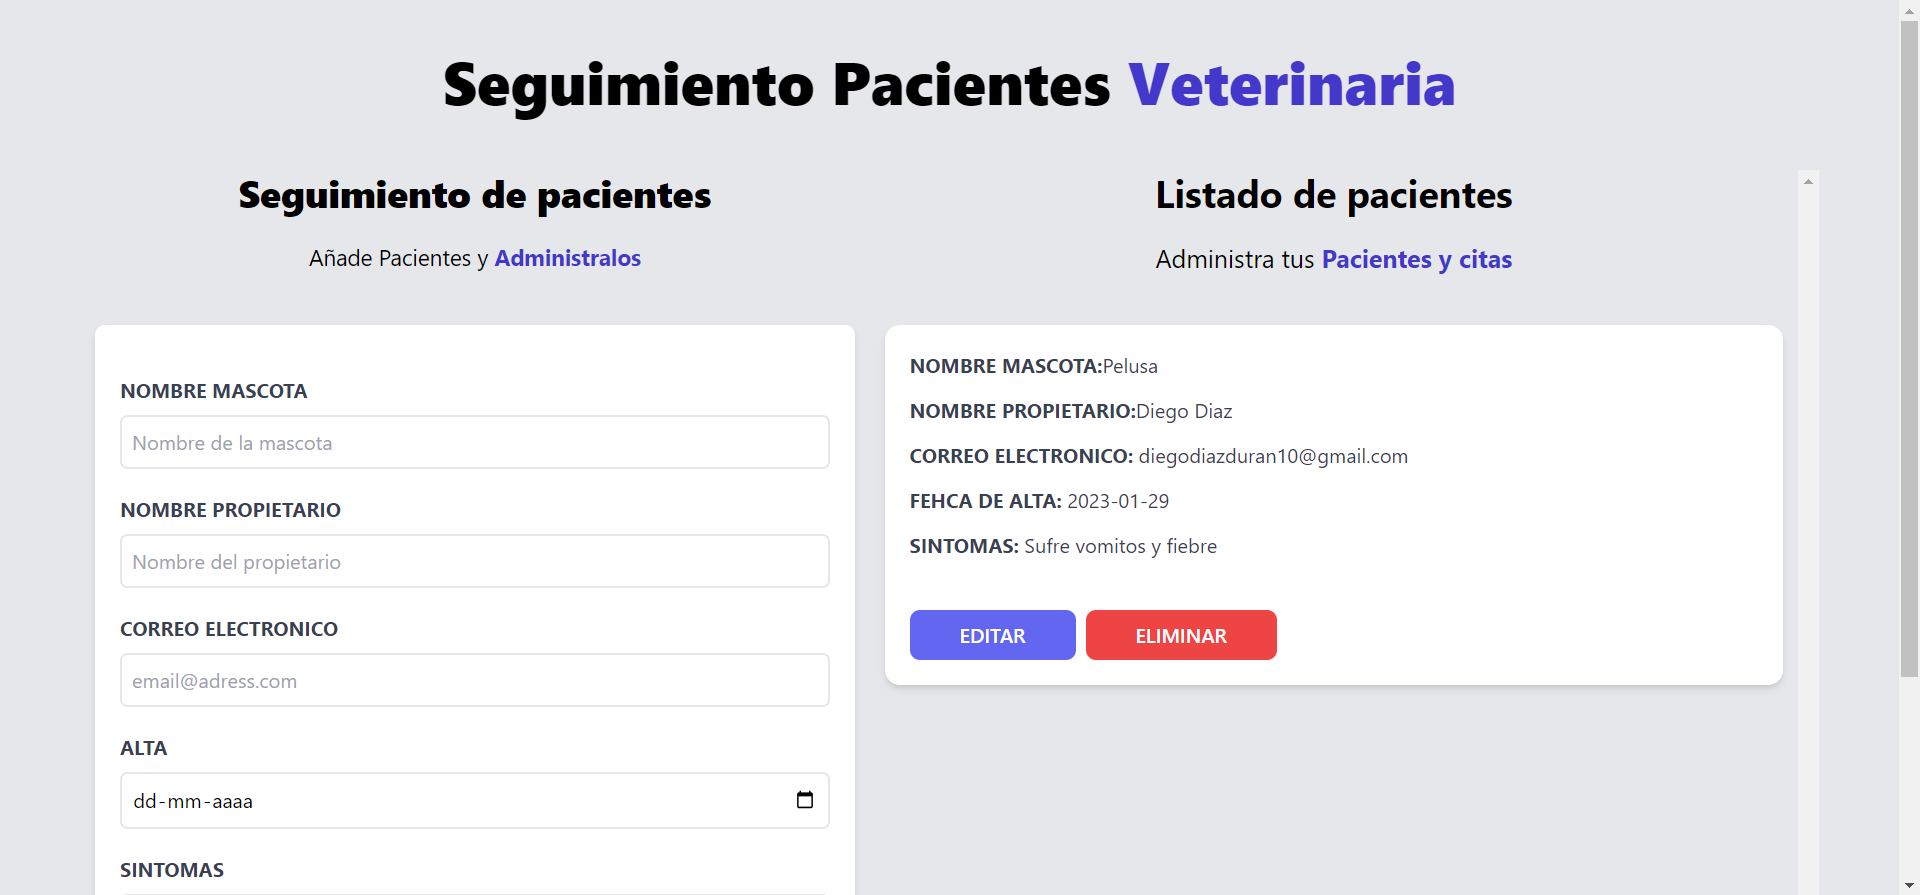 Seguimiento Pacientes Veterinaria
Seguimiento de pacientes
Añade Pacientes y Administralos
NOMBRE MASCOTA
Nombre de la mascota
NOMBRE PROPIETARIO
Nombre del propietario
CORREO ELECTRONICO
email@adress.com
ALTA
dd-mm-aaaa
SINTOMAS
Listado de pacientes
Administra tus Pacientes y citas
NOMBRE MASCOTA:Pelusa
NOMBRE PROPIETARIO:Diego Diaz
CORREO ELECTRONICO: diegodiazduran10@gmail.com
FEHCA DE ALTA: 2023-01-29
SINTOMAS: Sufre vomitos y fiebre
EDITAR ELIMINAR